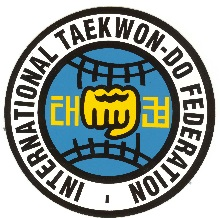 INTERNATIONAL TAEKWON-DO FEDERATION
태 권